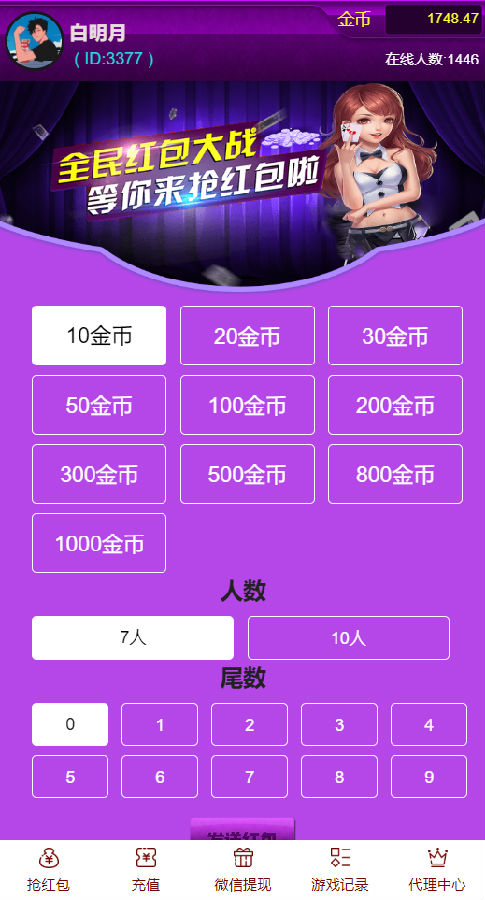 白明月
( ID:3377 )
金币
1748.47
在线人数:1446
全民红包大战
等你来抢红包啦
10金币 20金币 30金币
50金币 100金币 200金币
300金币 500金币 800金币
1000金币
人数
7人 10人
尾数
0 1 2 3 4
5 6 7 8 9
发送红包
抢红包 充值 微信提现 游戏记录 代理中心